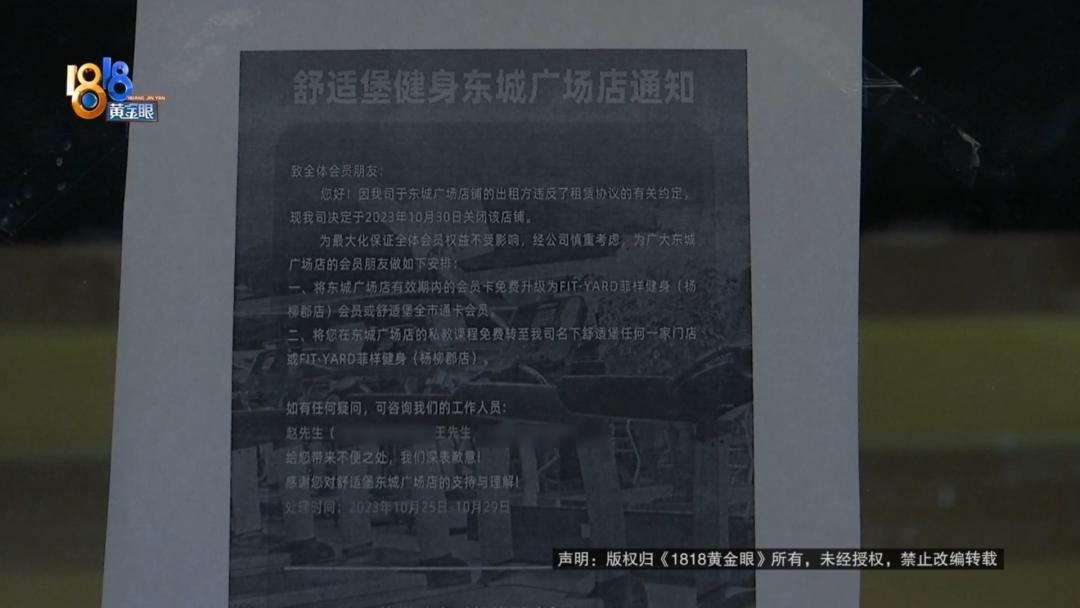 1818
HUANG JIN YAN
黄金眼
舒适堡健身东城广场店通知
致全体会员朋友：
您好！因我司于东城广场店铺的出租方违反了租赁协议的有关约定，
现我司决定于2023年10月30日关闭该店铺。
为最大化保证全体会员权益不受影响，经公司慎重考虑，为广大东城
广场店的会员朋友做如下安排：
一、将东城广场店有效期内的会员卡免费升级为FIT·YARD菲样健身（杨
柳郡店）会员或舒适堡全市通卡会员。
二、将您在东城广场店的私教课程免费转至我司名下舒适堡任何一家门店
或FIT·YARD菲样健身（杨柳郡店）。
如有任何疑问，可咨询我们的工作人员：
赵先生（ 王先生
给您带来不便之处，我们深表歉意！
感谢您对舒适堡东城广场店的支持与理解！
处理时间：2023年10月25日-10月29日
声明：版权归《1818黄金眼》所有，未经授权，禁止改编转载